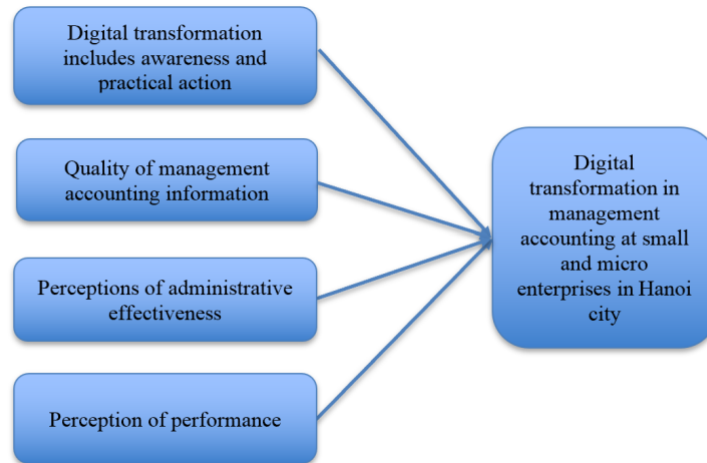 Digital transformation
includes awareness and
practical action
Quality of management
accounting information
Perceptions of administrative
effectiveness
Perception of performance
Digital
transformation in
management
accounting at small
and micro
enterprises in Hanoi
city